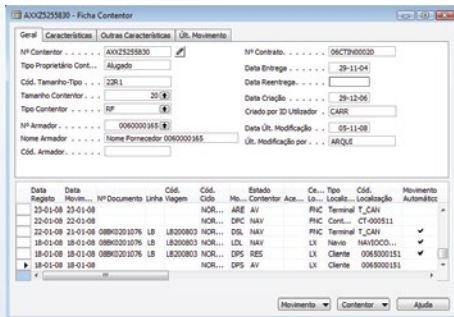 AXXZ5255830 - Ficha Contentor
Geral Características Outras Características Últ. Movimento
Nº Contentor . . . . . . AXXZ5255830
Tipo Proprietário Cont... Alugado
Cód. Tamanho-Tipo . . . 22R1
Tamanho Contentor . . . 20
Tipo Contentor . . . . . RF
Nº Armador . . . . . . . 0060000165
Nome Armador . . . . . . Nome Fornecedor 0060000165
Cód. Armador . . . . . .
Nº Contrato. . . . . . . 06CTIN00020
Data Entrega . . . . . . 29-11-04
Data Reentrega. . . . . .
Data Criação . . . . . . 29-12-06
Criado por ID Utilizador . CARR
Data Últ. Modificação . . 05-11-08
Últ. Modificação por . . . ARQUI
Data Registo Data Movim... Nº Documento Linha Cód. Viagem Cód. Ciclo Mo... Estado Contentor Ace... Ce... Lo... Tipo Localiz... Cód. Localização Movimento Automático
23-01-08 23-01-08 NOR... ARE AV FNC Terminal T_CAN
22-01-08 22-01-08 NOR... DPC NAV FNC Cont... CT-000511
22-01-08 21-01-08 08BK0201076 LB LB200803 NOR... DSL NAV FNC Terminal T_CAN
18-01-08 18-01-08 08BK0201076 LB LB200803 NOR... LDL NAV LX Navio NAVIOCO...
18-01-08 18-01-08 08BK0201076 LB LB200803 NOR... DPS RES LX Cliente 0065000151
18-01-08 18-01-08 NOR... DPS AV LX Cliente 0065000151
Movimento Contentor Ajuda